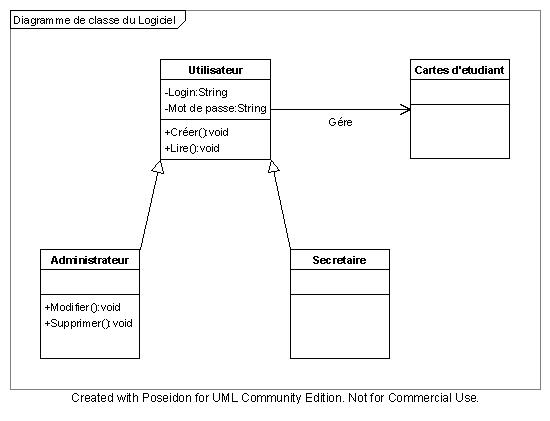 Diagramme de classe du Logiciel
Utilisateur
-Login:String
-Mot de passe:String
+Créer():void
+Lire():void
Cartes d'etudiant
Gére
Administrateur
+Modifier():void
+Supprimer():void
Secretaire
Created with Poseidon for UML Community Edition. Not for Commercial Use.